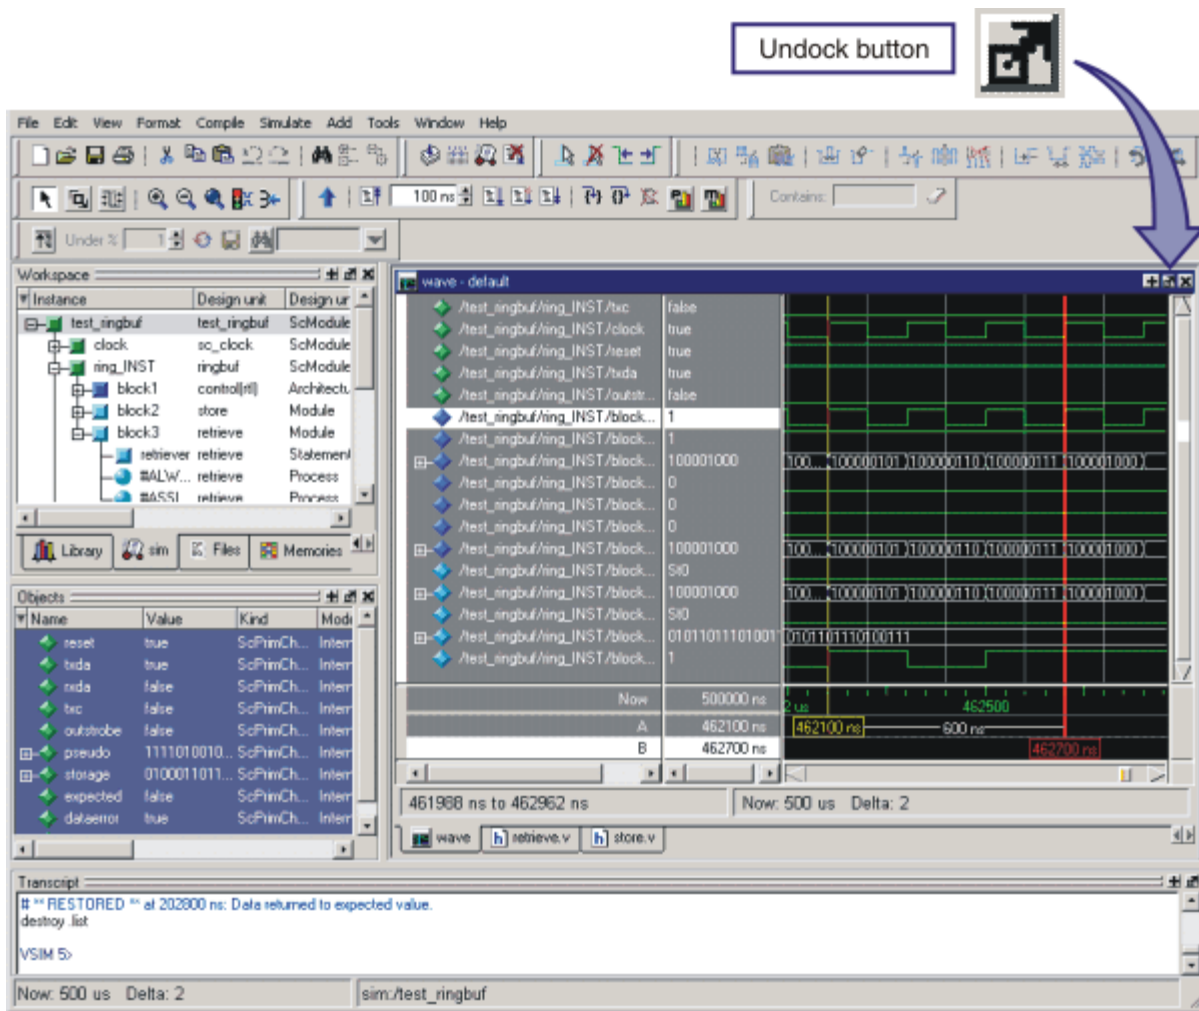 Undock button
File Edit View Format Compile Simulate Add Tools Window Help
100 ns
Contains:
Under % 1
Workspace
Instance Design unit Design ur
test_ringbuf test_ringbuf ScModule
clock sc_clock ScModule
ring_INST ringbuf ScModule
block1 control(rtl) Architectu
block2 store Module
block3 retrieve Module
retriever retrieve Statement
#ALW... retrieve Process
#ASSI retrieve Process
Library sim Files Memories
Objects
Name Value Kind Mode
reset true ScPrimCh... Intern
txda true ScPrimCh... Intern
rxda false ScPrimCh... Intern
txc false ScPrimCh... Intern
outstrobe false ScPrimCh... Intern
pseudo 1111010010... ScPrimCh... Intern
storage 0100011011... ScPrimCh... Intern
expected false ScPrimCh... Intern
dataerror true ScPrimCh... Intern
wave - default
/test_ringbuf/ring_INST/txc false
/test_ringbuf/ring_INST/clock true
/test_ringbuf/ring_INST/reset true
/test_ringbuf/ring_INST/txda true
/test_ringbuf/ring_INST/outstr... false
/test_ringbuf/ring_INST/block... 1
/test_ringbuf/ring_INST/block... 1
/test_ringbuf/ring_INST/block... 100001000 100... 100000101 100000110 100000111 100001000
/test_ringbuf/ring_INST/block... 0
/test_ringbuf/ring_INST/block... 0
/test_ringbuf/ring_INST/block... 0
/test_ringbuf/ring_INST/block... 100001000 100... 100000101 100000110 100000111 100001000
/test_ringbuf/ring_INST/block... St0
/test_ringbuf/ring_INST/block... 100001000 100... 100000101 100000110 100000111 100001000
/test_ringbuf/ring_INST/block... St0
/test_ringbuf/ring_INST/block... 01011011101001 0101101110100111
/test_ringbuf/ring_INST/block... 1
Now 500000 ns 2 us 462500
A 462100 ns 462100 ns 600 ns
B 462700 ns 462700 ns
461988 ns to 462962 ns Now: 500 us Delta: 2
wave retrieve.v store.v
Transcript
# ** RESTORED ** at 202800 ns: Data returned to expected value.
destroy .list
VSIM 5>
Now: 500 us Delta: 2 sim:/test_ringbuf